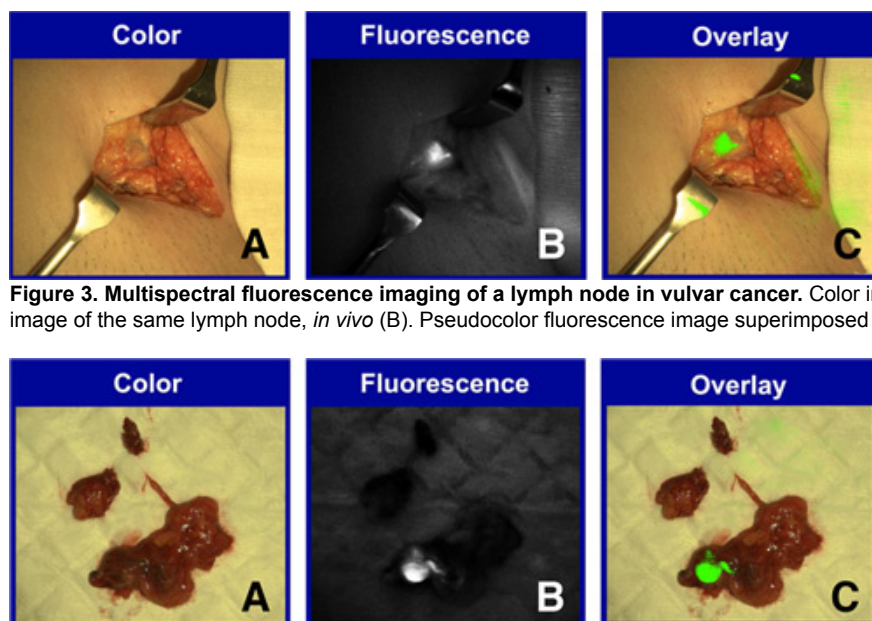 Color Fluorescence Overlay
A B C
Figure 3. Multispectral fluorescence imaging of a lymph node in vulvar cancer. Color
image of the same lymph node, in vivo (B). Pseudocolor fluorescence image superimposed
Color Fluorescence Overlay
A B C